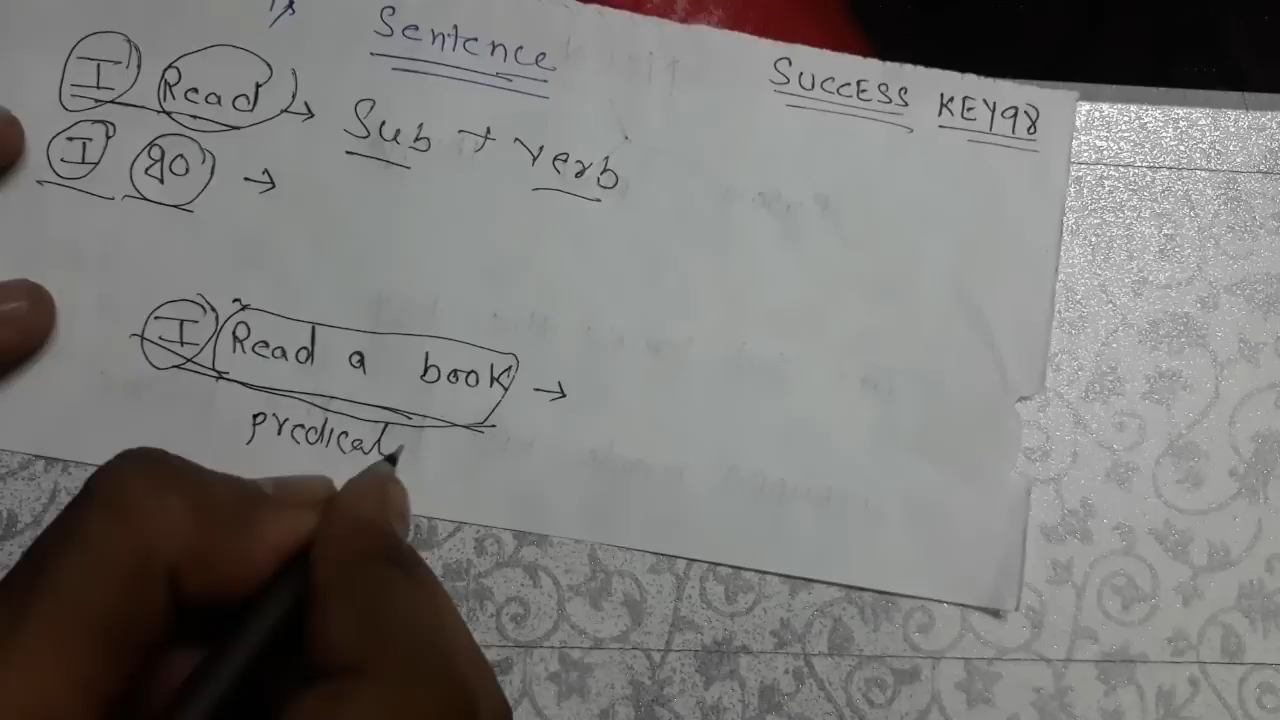 Sentence
SUCCESS KEY98
I Read → Sub + verb
I go →
I Read a book →
predicat